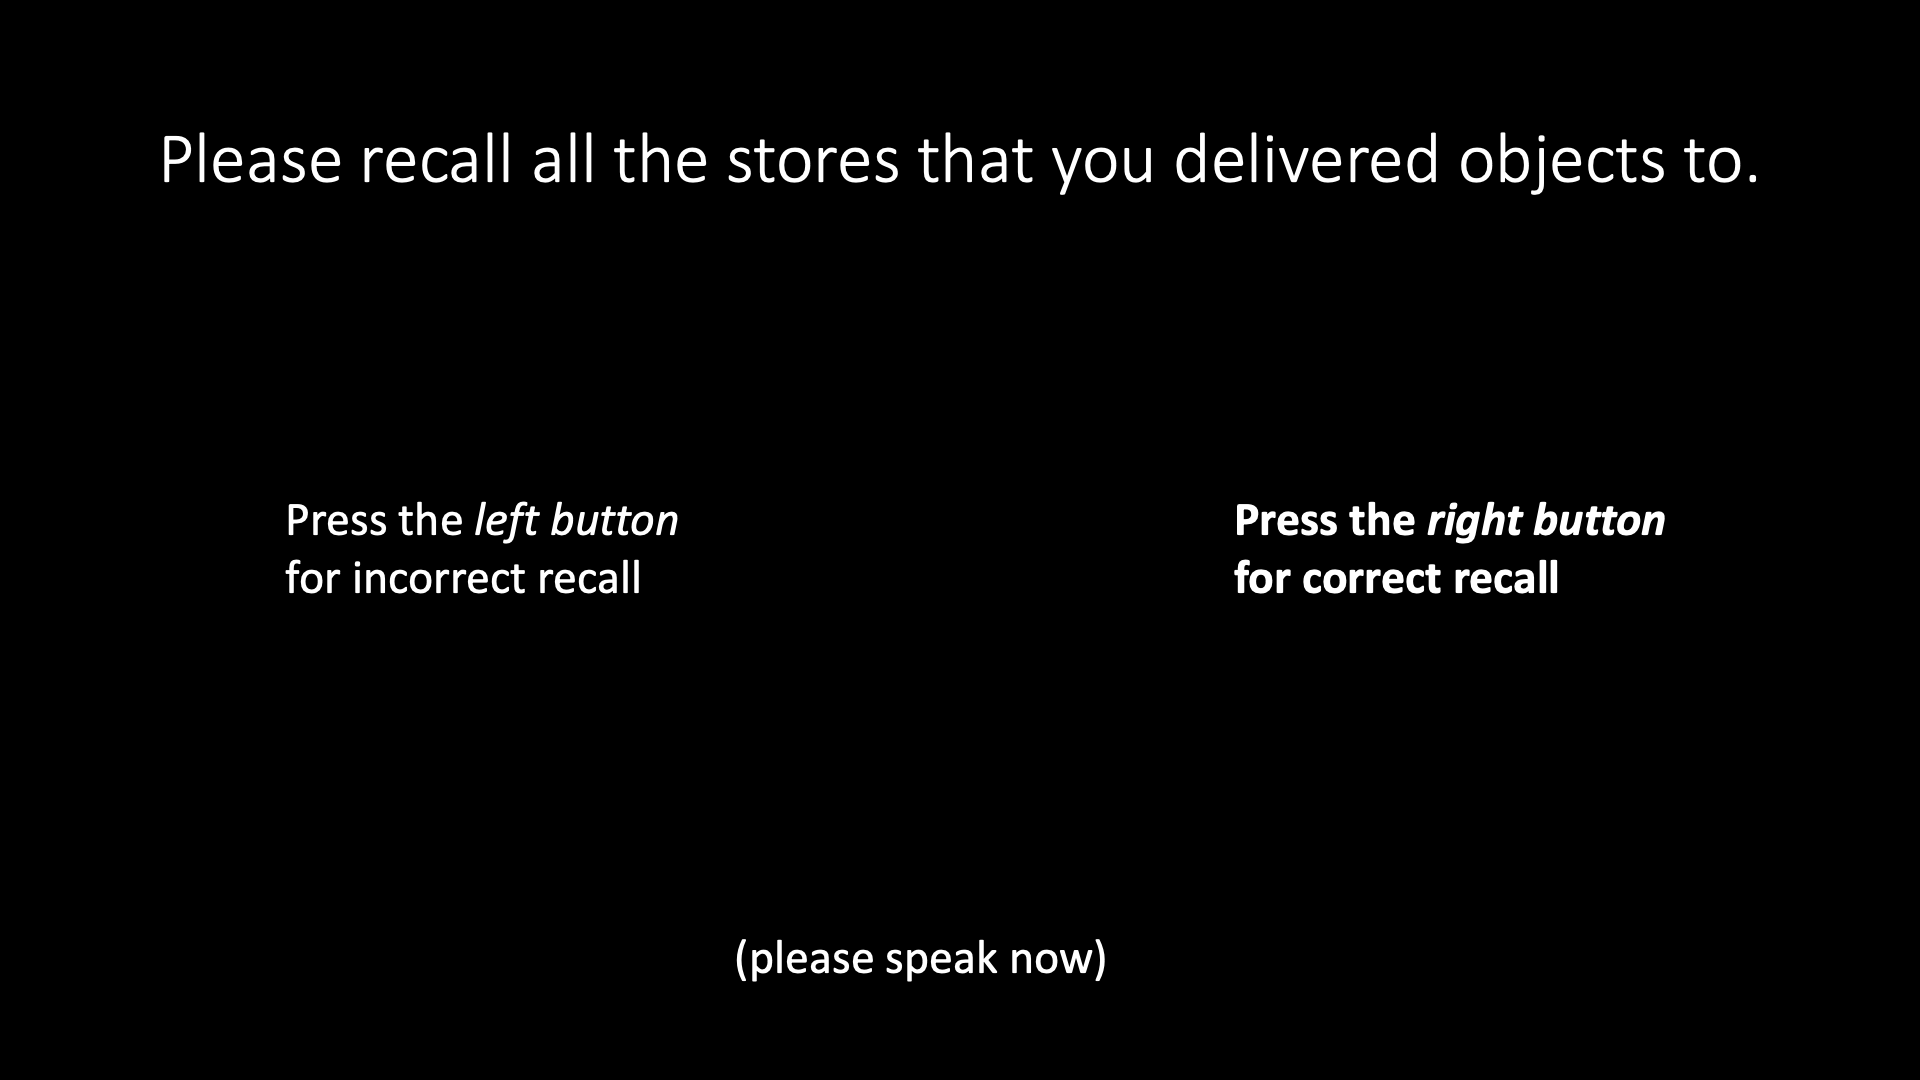 Please recall all the stores that you delivered objects to.
Press the left button
for incorrect recall
Press the right button
for correct recall
(please speak now)